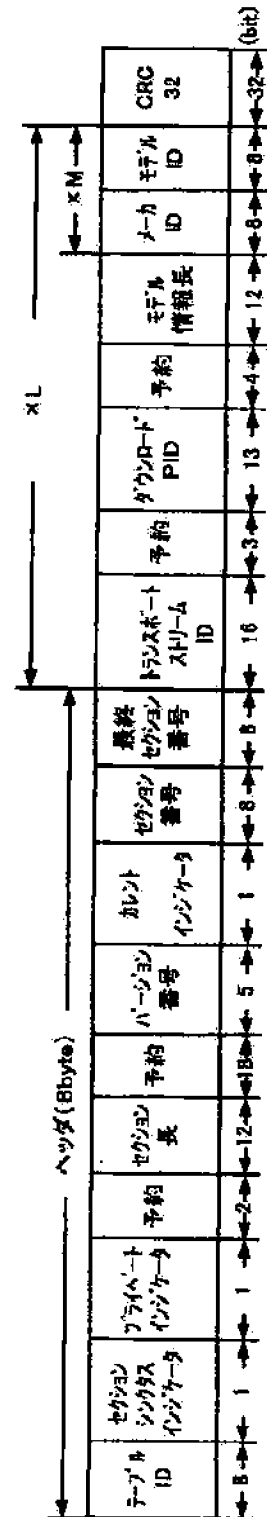 ヘッダ(8byte)
×L
×M
テーブル
ID
セクション
シンタクス
インジケータ
プライベート
インジケータ
予約
セクション
長
予約
バージョン
番号
カレント
インジケータ
セクション
番号
最終
セクション
番号
トランスポート
ストリーム
ID
予約
ダウンロード
PID
予約
モデル
情報長
メーカ
ID
モデル
ID
CRC
32
8 1 1 2 12 18 5 1 8 8 16 3 13 4 12 8 8 32 (bit)